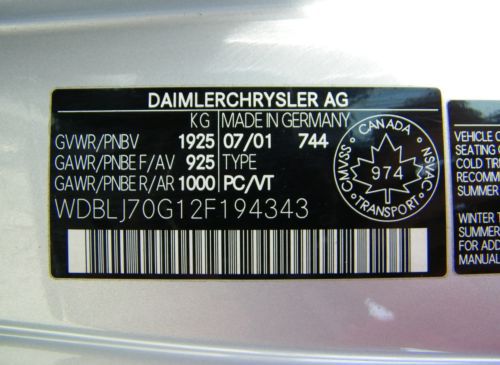 DAIMLERCHRYSLER AG
KG MADE IN GERMANY
GVWR/PNBV 1925 07/01 744
GAWR/PNBE F/AV 925 TYPE
GAWR/PNBE R/AR 1000 PC/VT
WDBLJ70G12F194343
CANADA
CMVSS
NSVAC
974
TRANSPORT
VEHICLE
SEATING
COLD TIR
RECOMM
SUMMER
WINTER T
SUMMER
FOR ADD
MANUAL